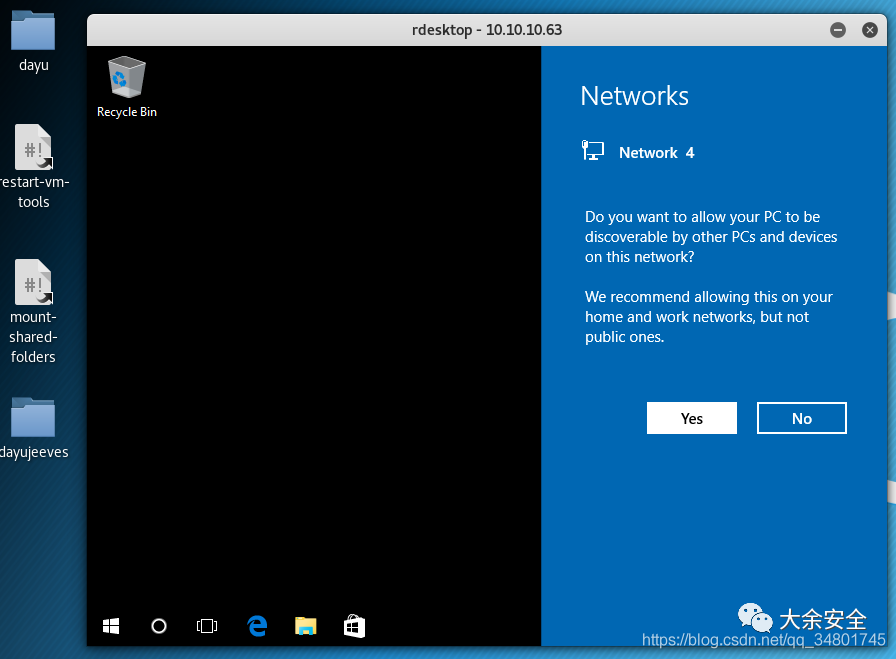 dayu
restart-vm-
tools
mount-
shared-
folders
dayujeeves
rdesktop - 10.10.10.63
Recycle Bin
Networks
Network 4
Do you want to allow your PC to be
discoverable by other PCs and devices
on this network?
We recommend allowing this on your
home and work networks, but not
public ones.
Yes
No
大余安全
https://blog.csdn.net/qq_34801745